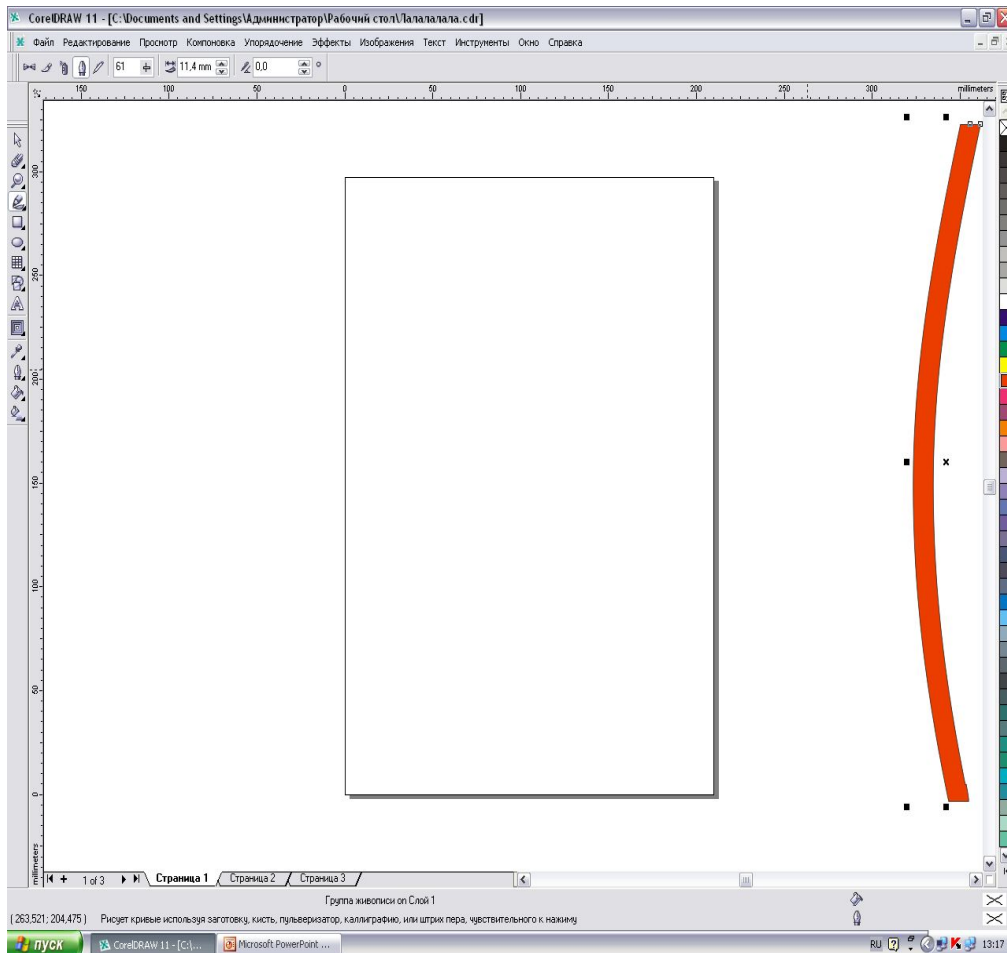 CorelDRAW 11 - [C:\Documents and Settings\Администратор\Рабочий стол\Лалалалала.cdr]
Файл Редактирование Просмотр Компоновка Упорядочение Эффекты Изображения Текст Инструменты Окно Справка
61 11,4 mm 0,0 °
150 100 50 0 50 100 150 200 250 300 millimeters
300
250
200
150
100
50
0
millimeters
1 of 3 Страница 1 Страница 2 Страница 3
Группа живописи on Слой 1
( 263,521; 204,475 ) Рисует кривые используя заготовку, кисть, пульверизатор, каллиграфию, или штрих пера, чувствительного к нажиму
пуск CorelDRAW 11 - [C:\... Microsoft PowerPoint ... RU 13:17